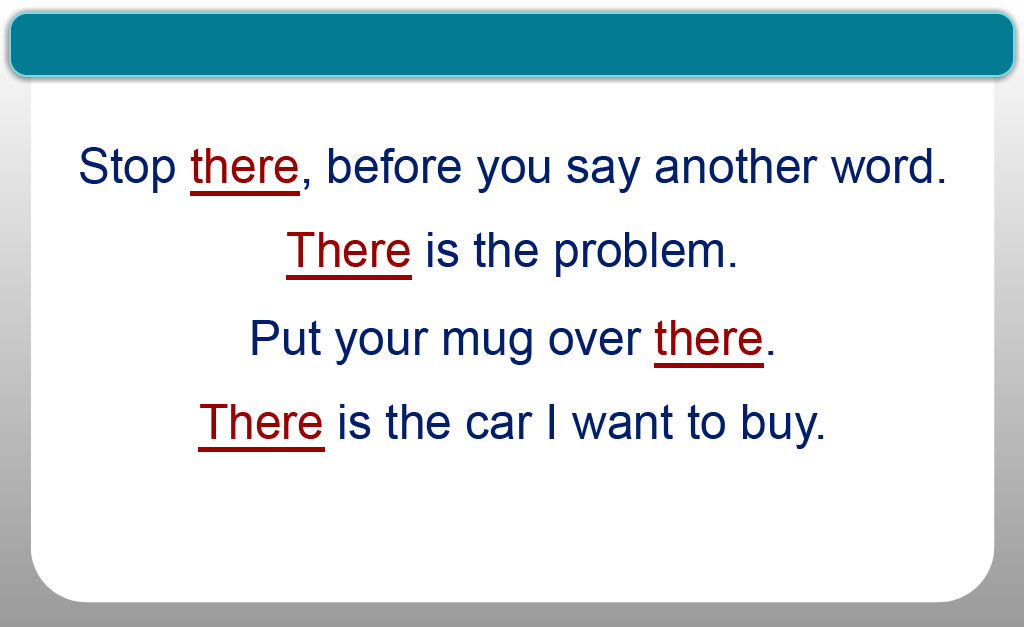 Stop there, before you say another word.
There is the problem.
Put your mug over there.
There is the car I want to buy.